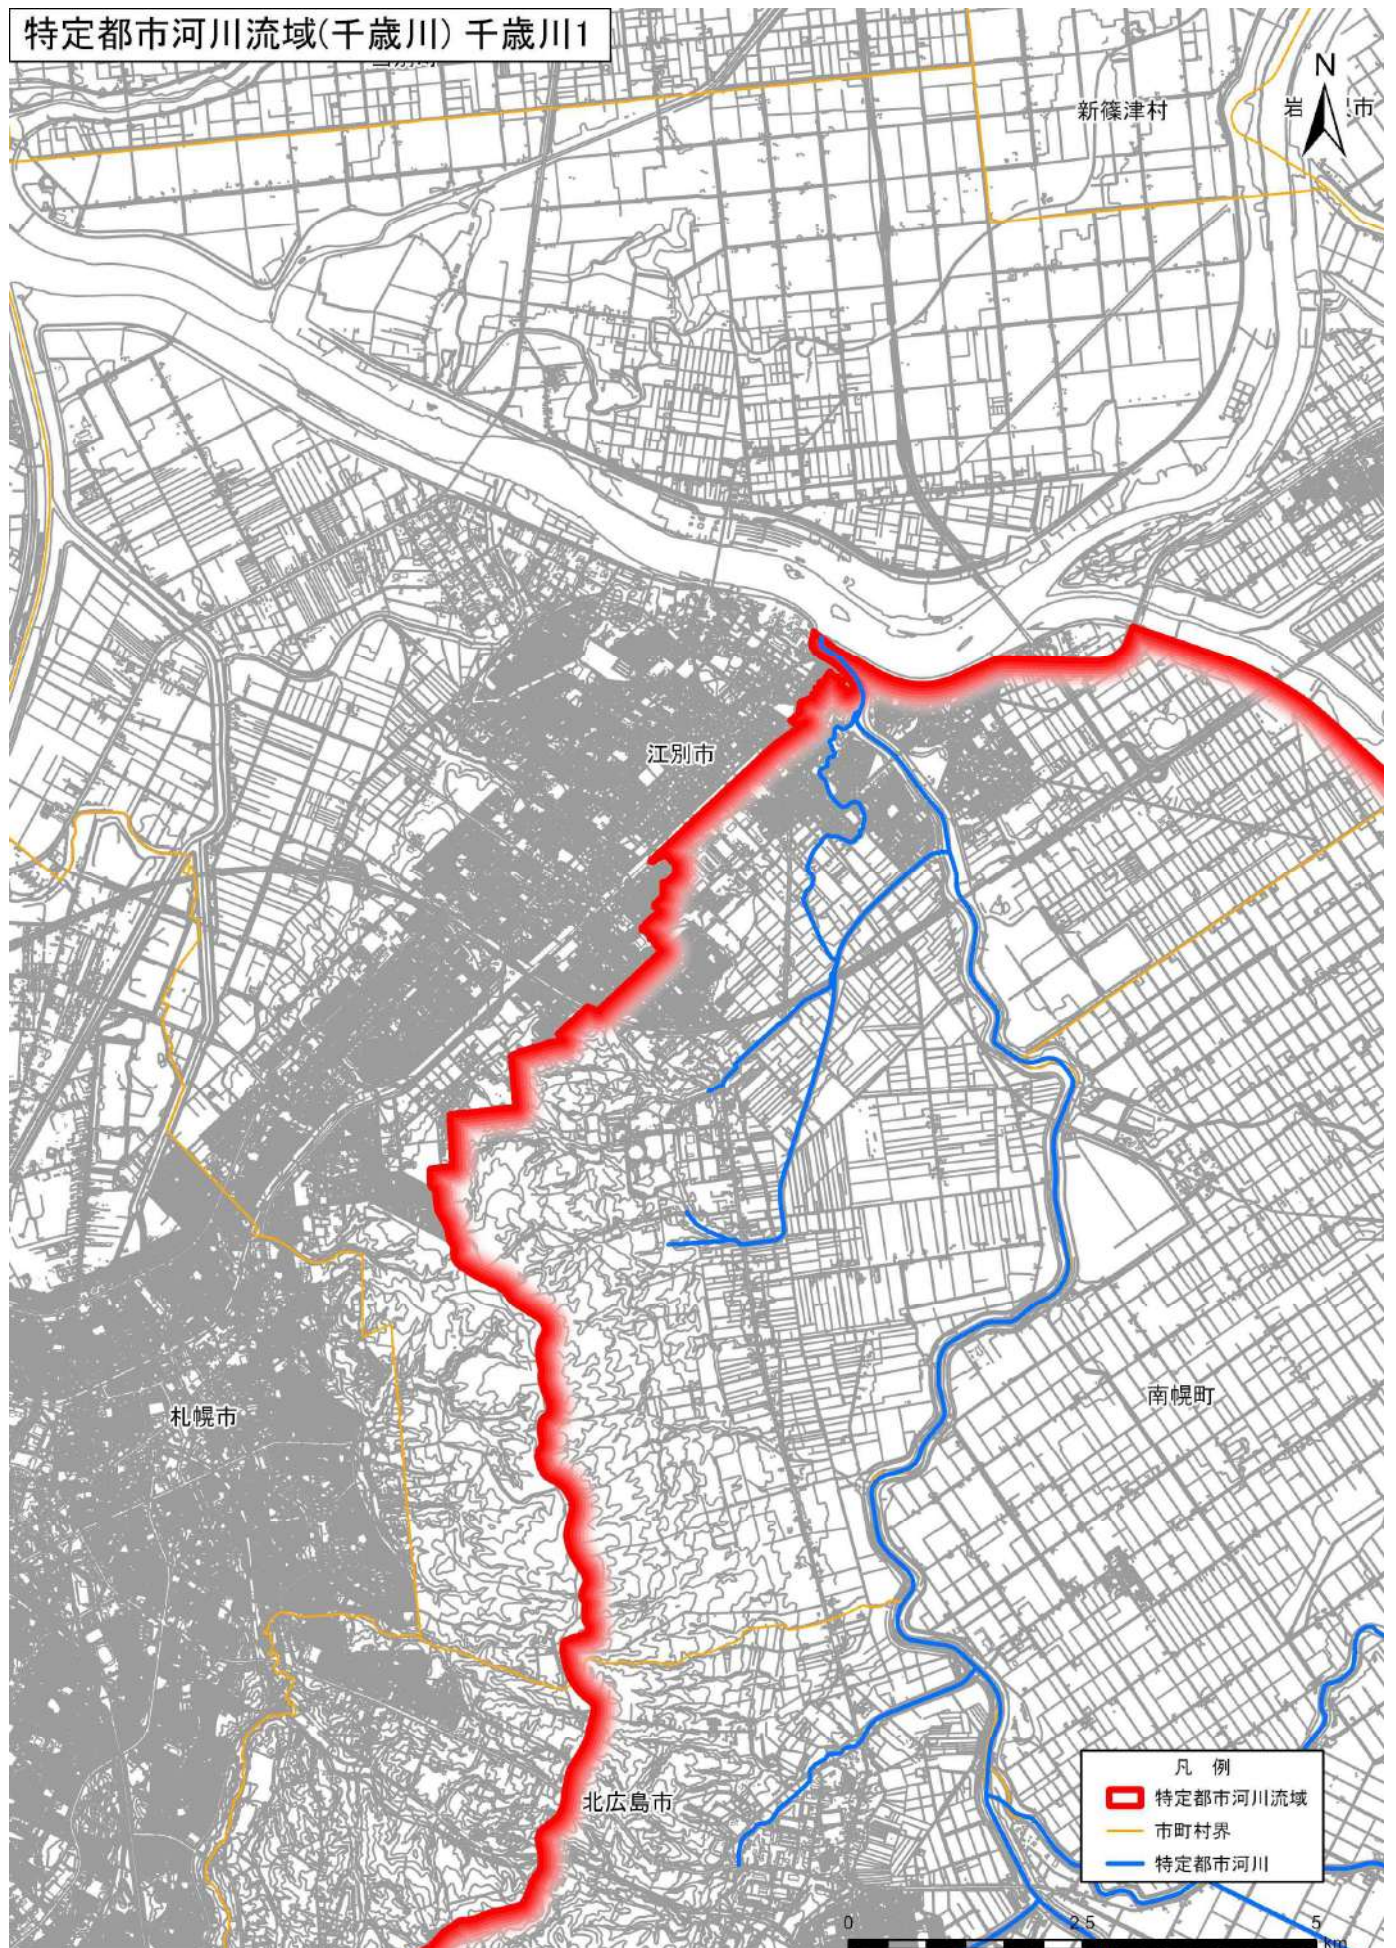 特定都市河川流域(千歳川) 千歳川1
N
新篠津村
岩
市
江別市
札幌市
南幌町
北広島市
凡 例
特定都市河川流域
市町村界
特定都市河川
0 2.5 5
km